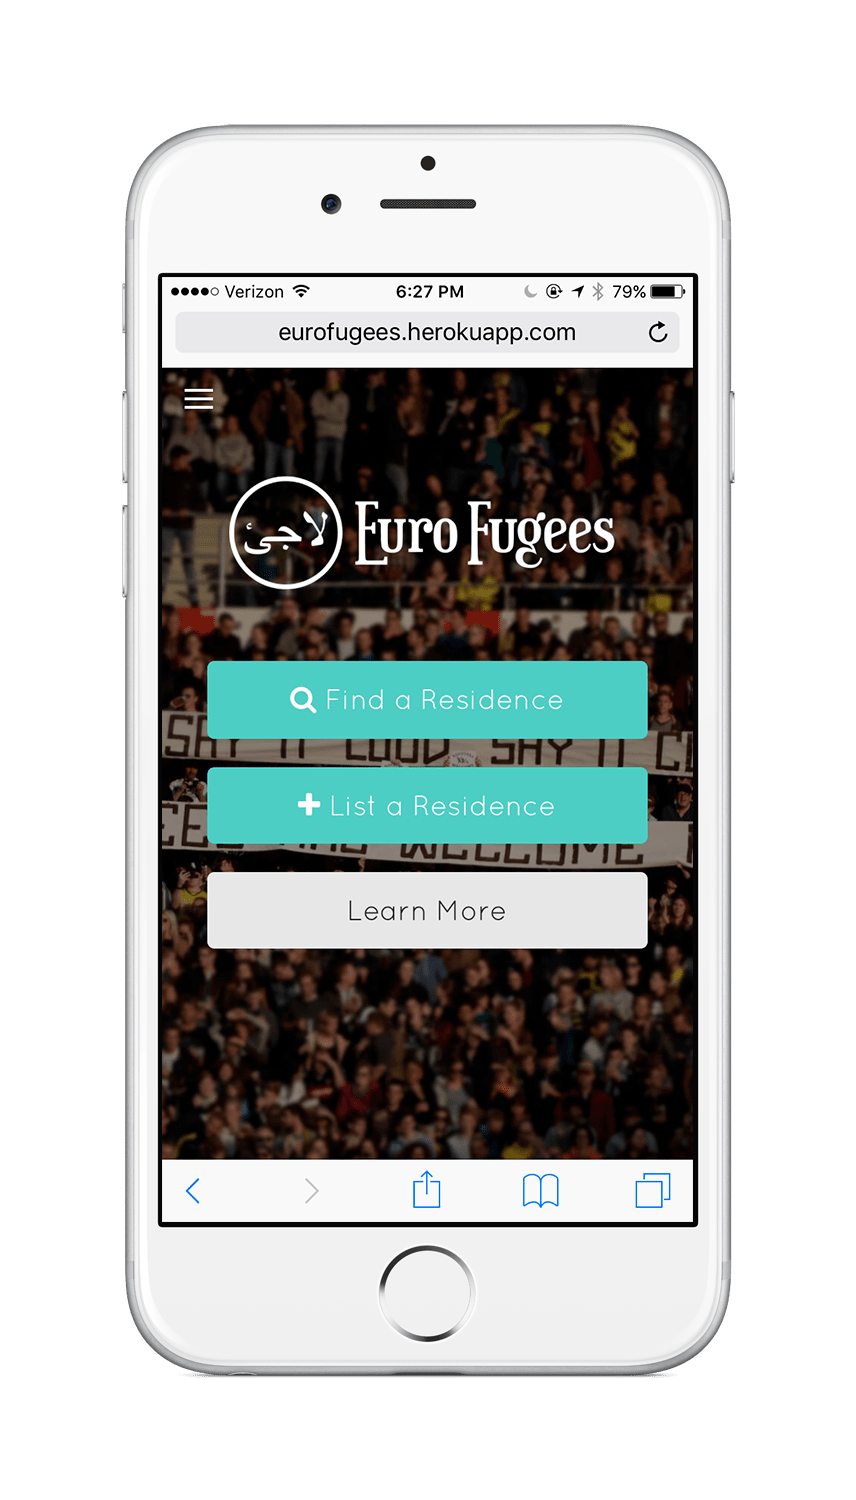 Verizon 6:27 PM 79%
eurofugees.herokuapp.com
لاجئ Euro Fugees
Find a Residence
SAY IT LOUD SAY IT
List a Residence
WELCOME
Learn More